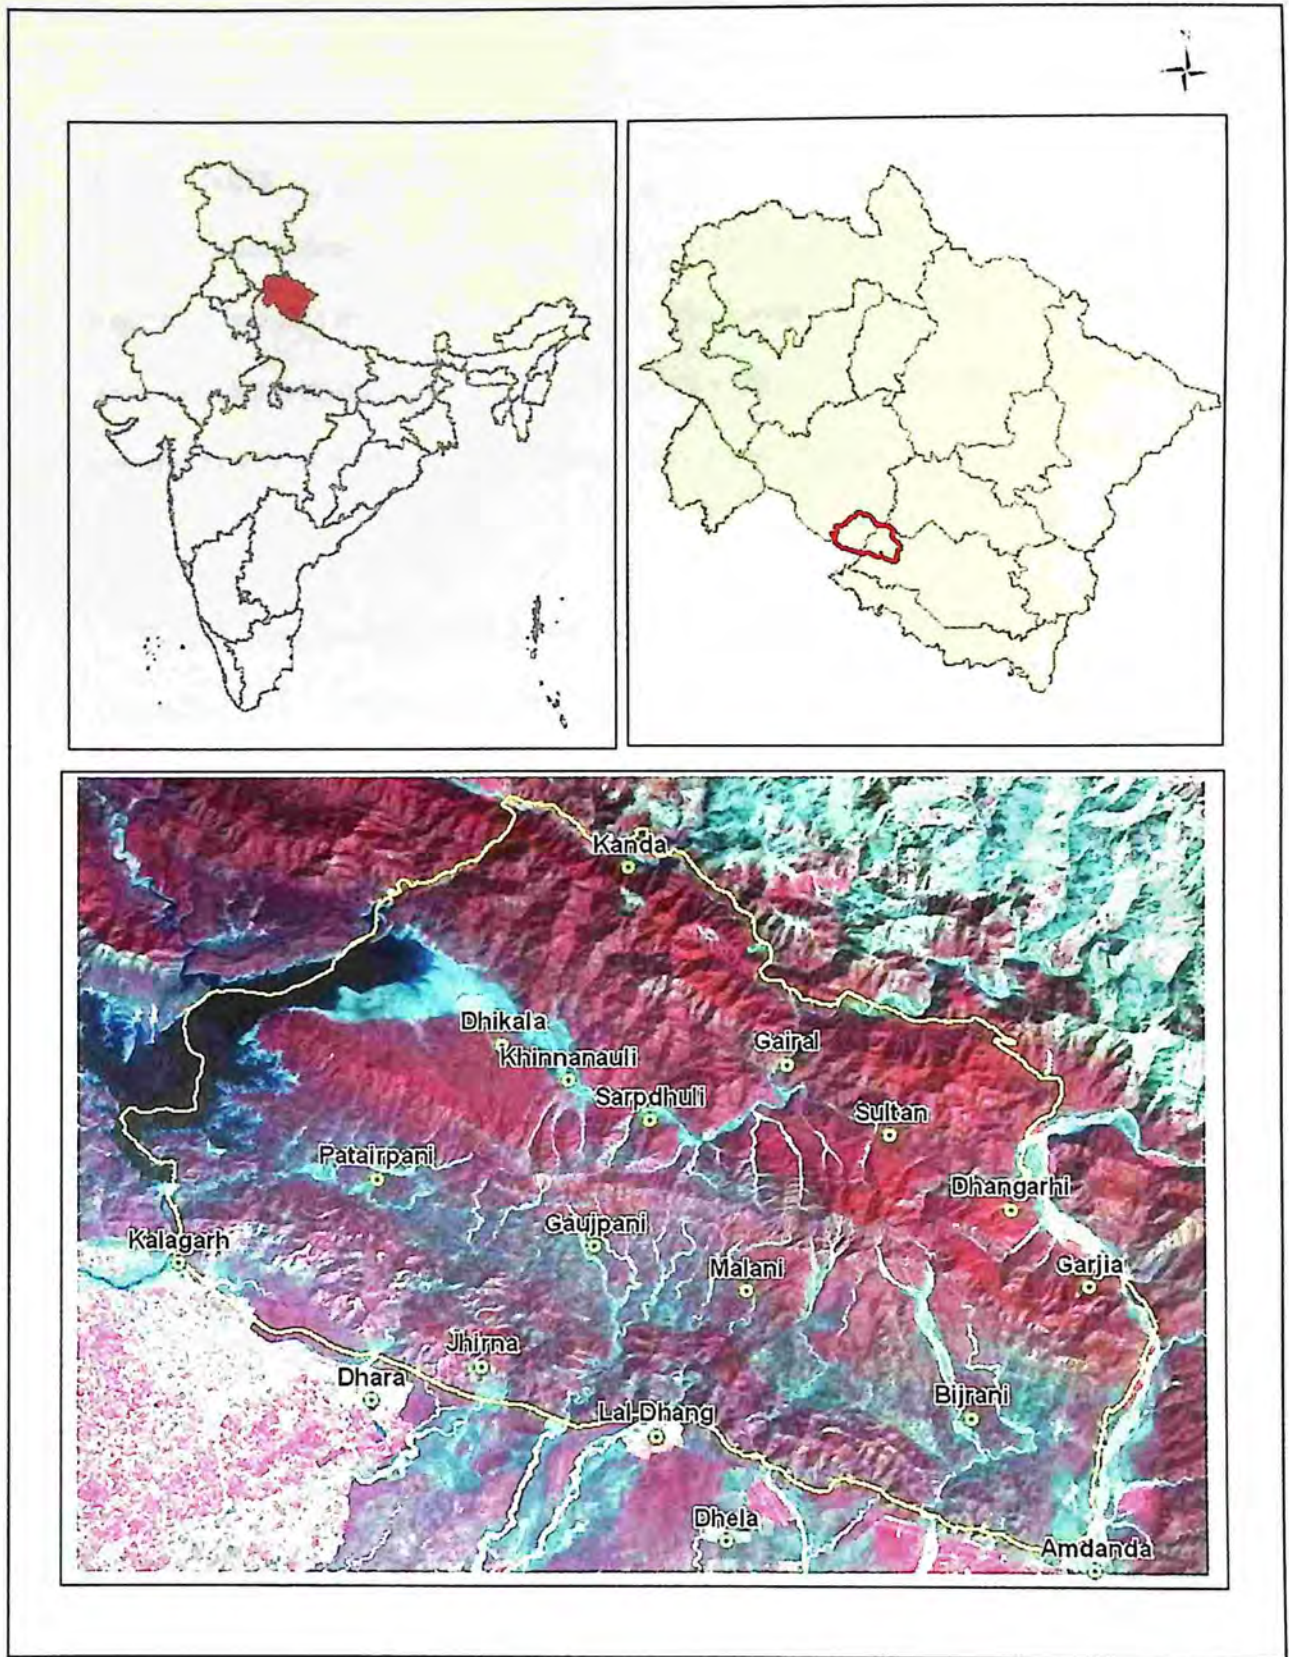 Kanda
Dhikala
Khinnanauli
Gairal
Sarpdhuli
Sultan
Patairpani
Dhangarhi
Gaujpani
Kalagarh
Malani
Garjia
Jhirna
Dhara
Bijrani
Lal Dhang
Dhela
Amdanda